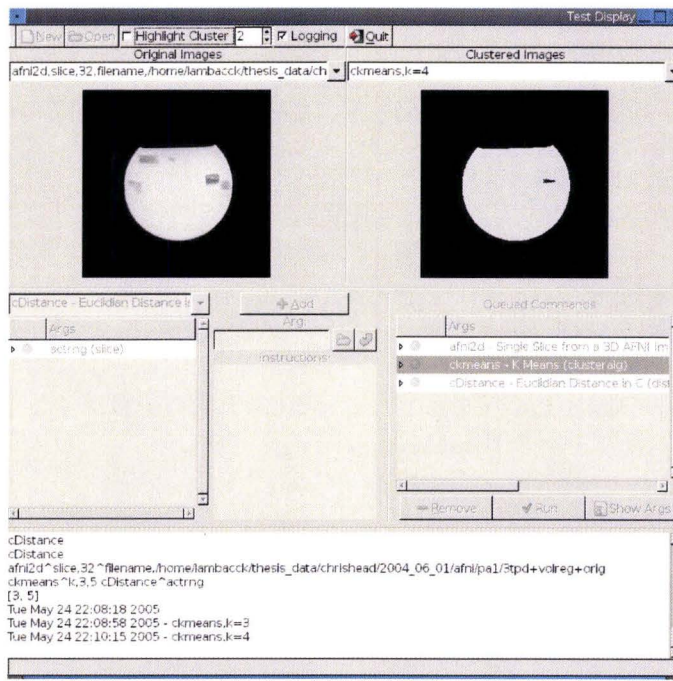 Test Display
New Open Highlight Cluster 2 Logging Quit
Original Images Clustered Images
afni2d,slice,32,filename,/home/lambacck/thesis_data/ch ckmeans,k=4
cDistance - Euclidian Distance i Add Queued Commands
Args Arg: Args
actrng (slice) afni2d - Single Slice from a 3D AFNI Im
Instructions: ckmeans - K Means (clusteralg)
cDistance - Euclidian Distance in C (dist
Remove Run Show Args
cDistance
cDistance
afni2d^slice,32^filename,/home/lambacck/thesis_data/chrishead/2004_06_01/afni/pa1/3tpd+volreg+orig
ckmeans^k,3,5 cDistance^actrng
[3, 5]
Tue May 24 22:08:18 2005
Tue May 24 22:08:58 2005 - ckmeans,k=3
Tue May 24 22:10:15 2005 - ckmeans,k=4